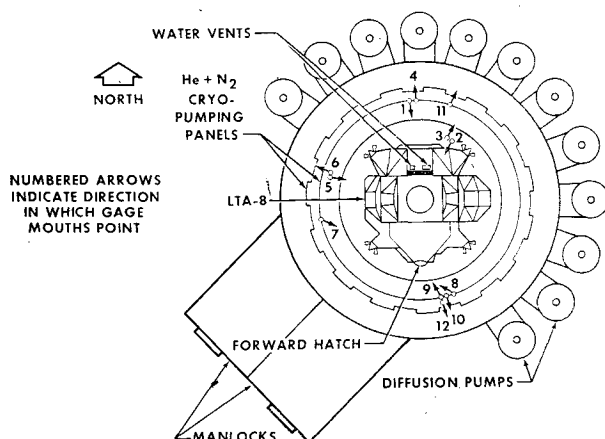 WATER VENTS
NORTH
He + N2
CRYO-
PUMPING
PANELS
4
1
11
3
2
6
5
NUMBERED ARROWS
INDICATE DIRECTION
IN WHICH GAGE
MOUTHS POINT
LTA-8
7
9
8
12
10
FORWARD HATCH
DIFFUSION PUMPS
MANLOCKS